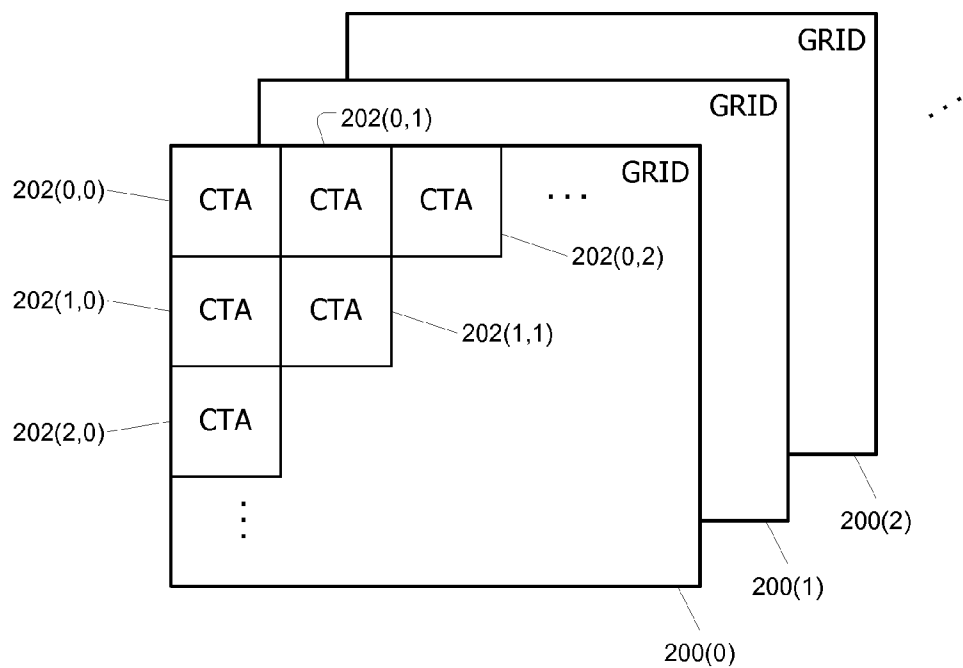 GRID
GRID
202(0,1)
GRID
202(0,0)
CTA
CTA
CTA
...
202(0,2)
202(1,0)
CTA
CTA
202(1,1)
202(2,0)
CTA
200(2)
200(1)
200(0)